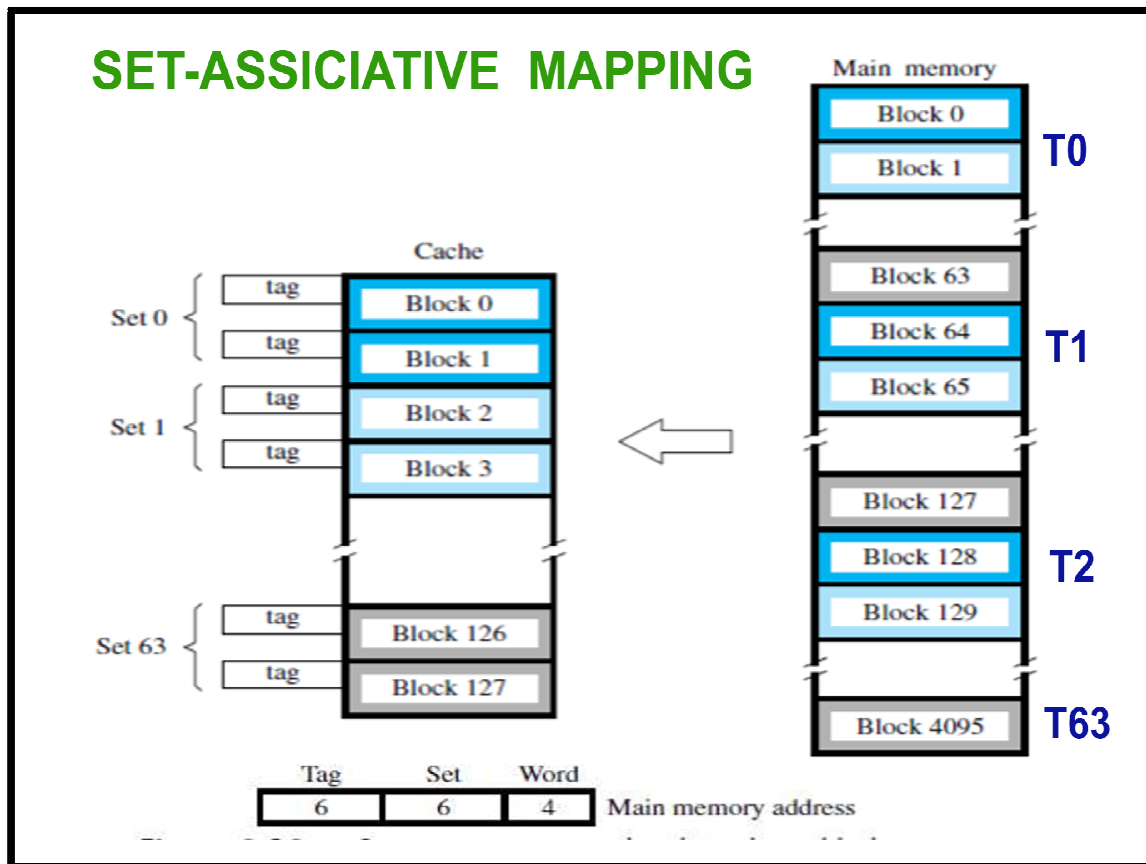 SET-ASSICIATIVE MAPPING
Main memory
Block 0
T0
Block 1
Cache
Block 63
tag
Block 0
Set 0
Block 64
T1
tag
Block 1
Block 65
tag
Block 2
Set 1
tag
Block 3
Block 127
Block 128
T2
Block 129
tag
Block 126
Set 63
tag
Block 127
Block 4095
T63
Tag Set Word
6 6 4 Main memory address